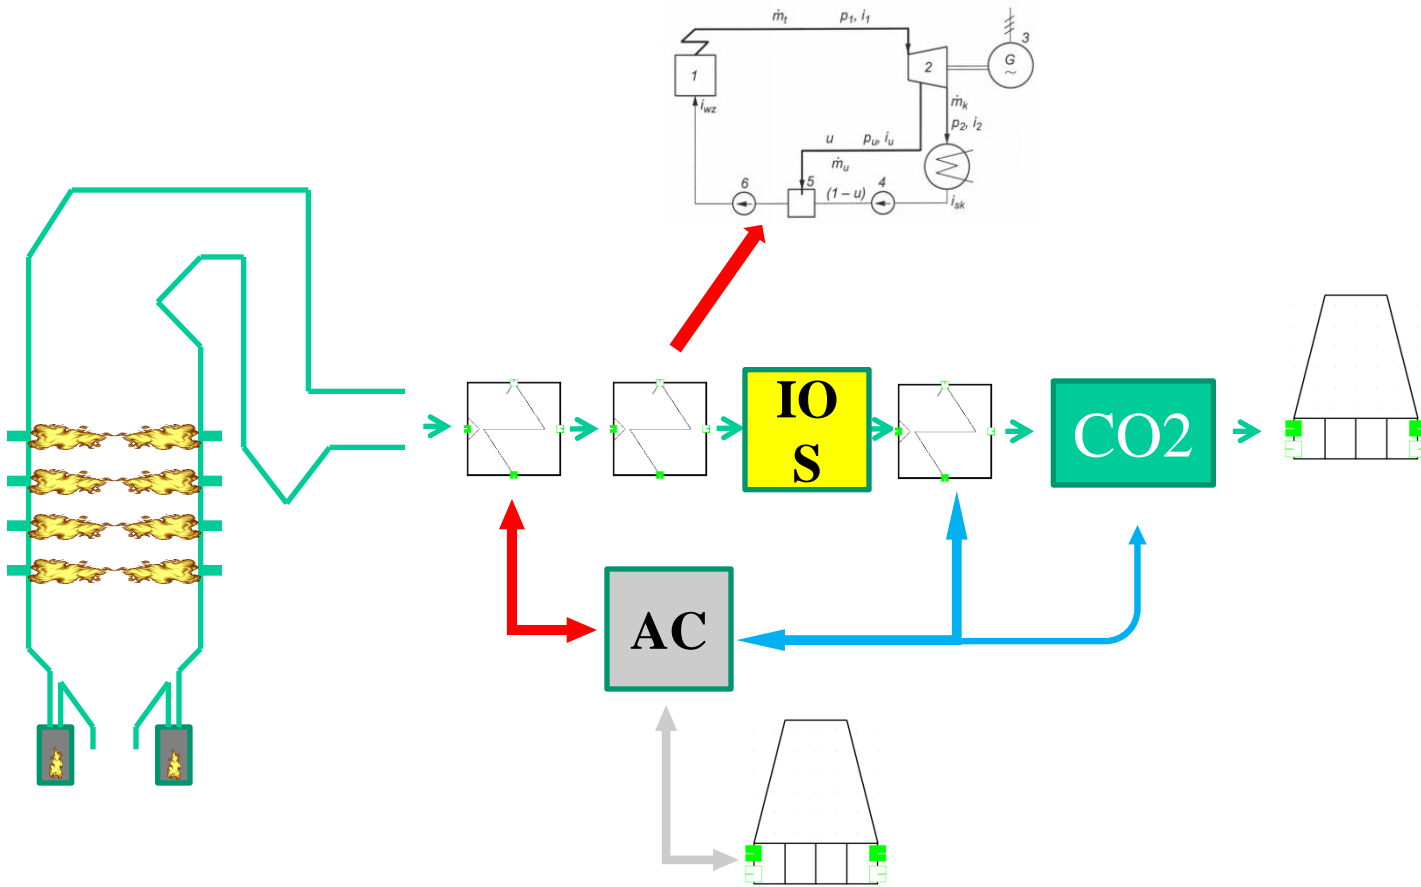 ṁt p1, i1
3
G
~
2
1
iwz
ṁk
p2, i2
u pu, iu
ṁu
6
5
(1 – u)
4
isk
IO
S
CO2
AC